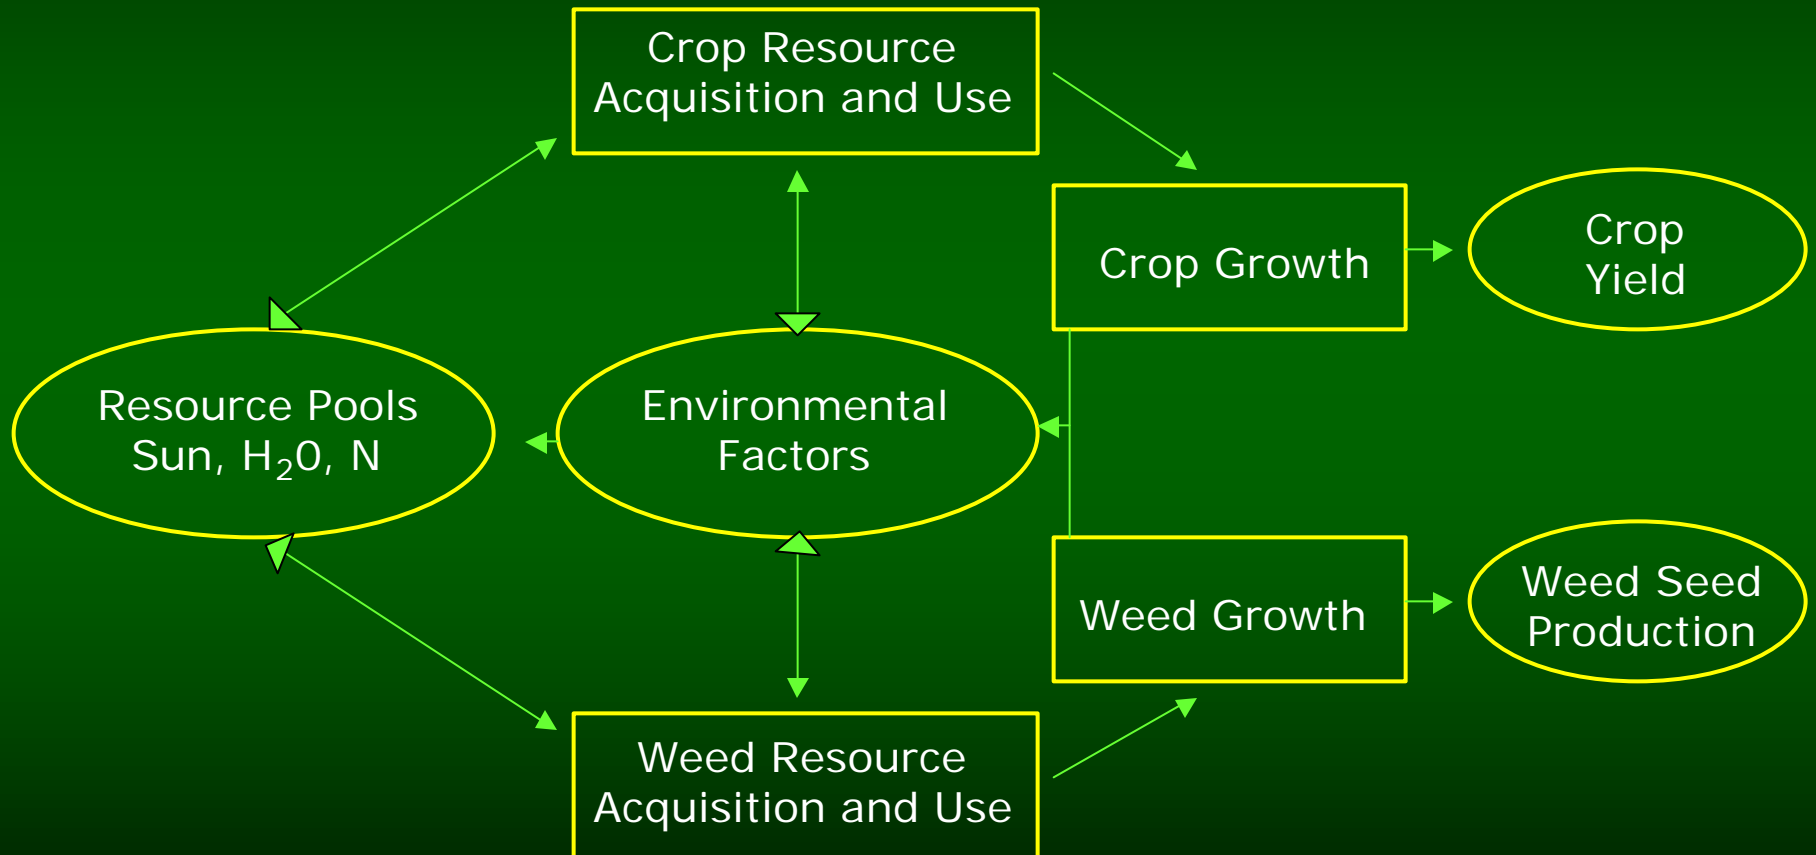 Crop Resource
Acquisition and Use
Crop Growth
Crop
Yield
Resource Pools
Sun, H₂0, N
Environmental
Factors
Weed Growth
Weed Seed
Production
Weed Resource
Acquisition and Use